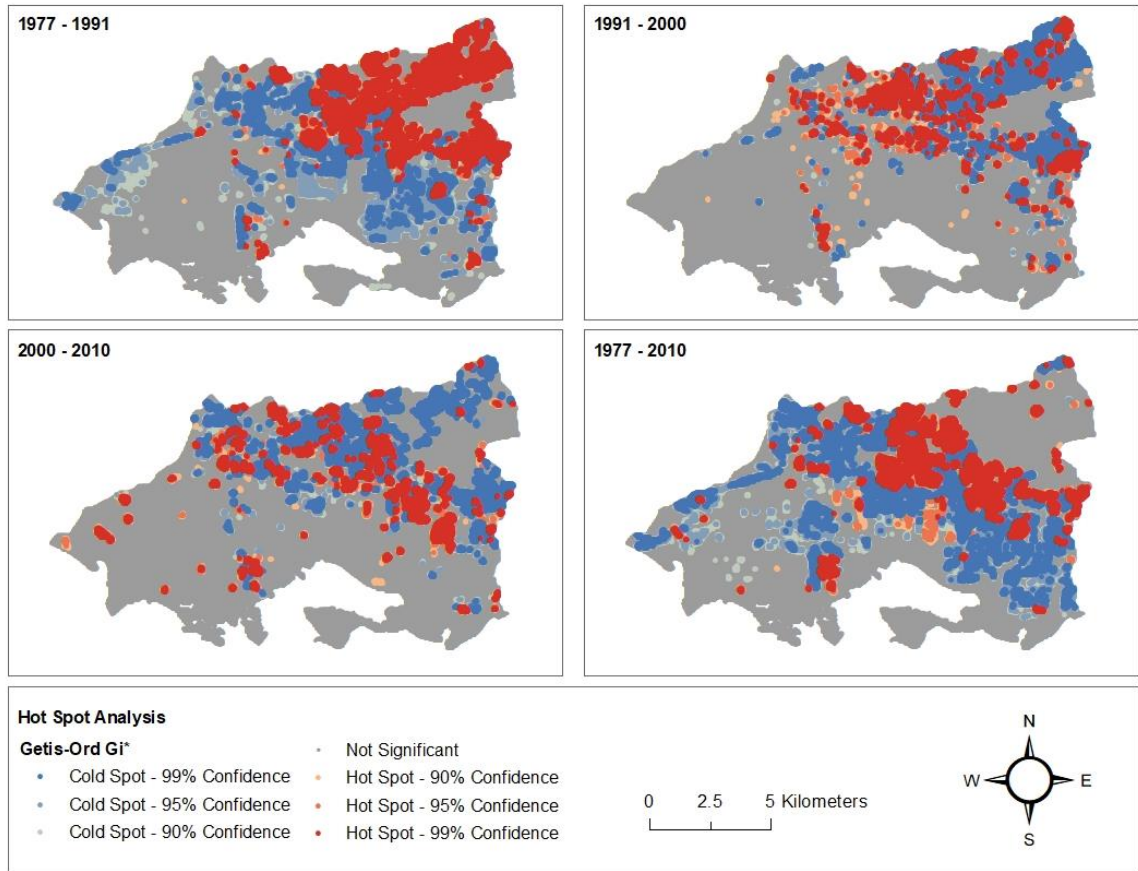 1977 - 1991
1991 - 2000
2000 - 2010
1977 - 2010
Hot Spot Analysis
Getis-Ord Gi*
Cold Spot - 99% Confidence
Cold Spot - 95% Confidence
Cold Spot - 90% Confidence
Not Significant
Hot Spot - 90% Confidence
Hot Spot - 95% Confidence
Hot Spot - 99% Confidence
0 2.5 5 Kilometers
N
W E
S